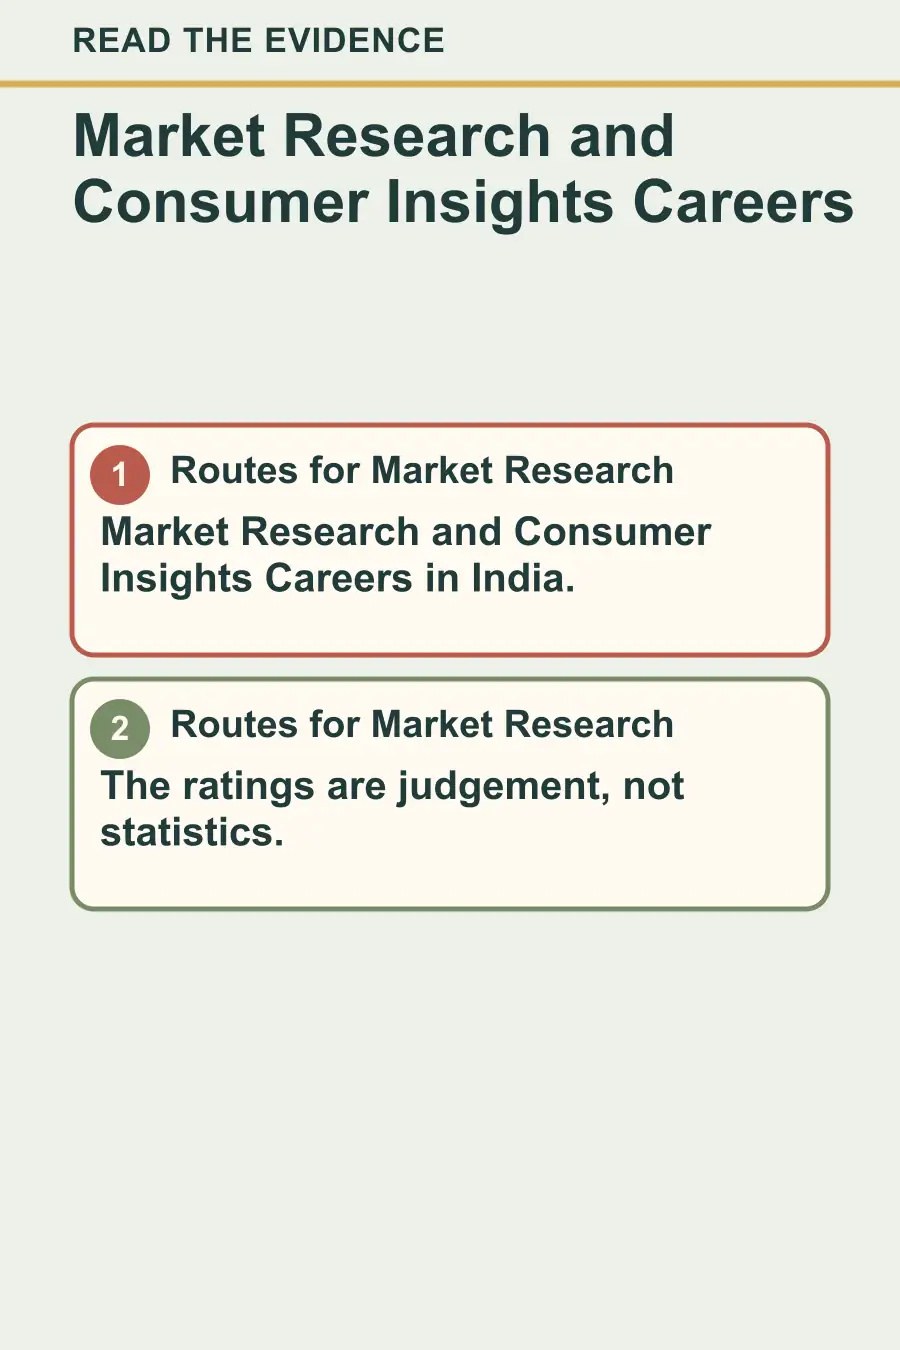 READ THE EVIDENCE
Market Research and
Consumer Insights Careers
1 Routes for Market Research
Market Research and Consumer
Insights Careers in India.
2 Routes for Market Research
The ratings are judgement, not
statistics.